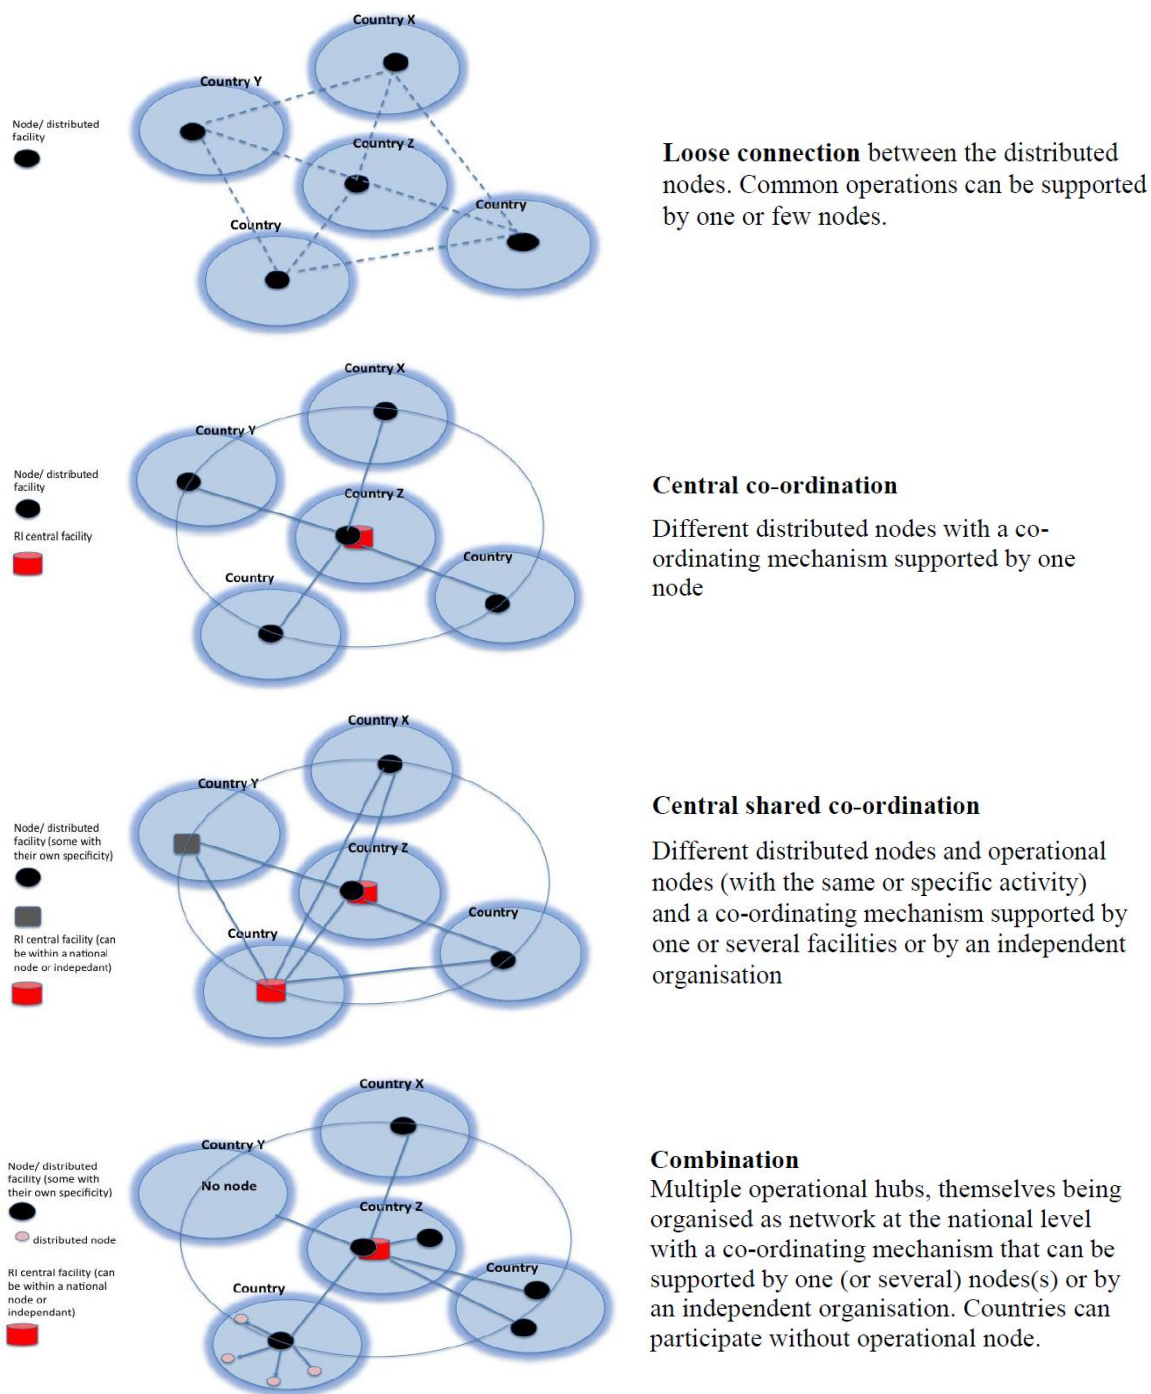 Country X
Country Y
Node/ distributed
facility
Country Z
Country
Country
Loose connection between the distributed
nodes. Common operations can be supported
by one or few nodes.
Country X
Country Y
Node/ distributed
facility
RI central facility
Country Z
Country
Country
Central co-ordination
Different distributed nodes with a co-
ordinating mechanism supported by one
node
Country X
Country Y
Node/ distributed
facility (some with
their own specificity)
RI central facility (can
be within a national
node or indepedant)
Country Z
Country
Country
Central shared co-ordination
Different distributed nodes and operational
nodes (with the same or specific activity)
and a co-ordinating mechanism supported by
one or several facilities or by an independent
organisation
Country X
Country Y
No node
Node/ distributed
facility (some with
their own specificity)
distributed node
RI central facility (can
be within a national
node or
independant)
Country Z
Country
Country
Combination
Multiple operational hubs, themselves being
organised as network at the national level
with a co-ordinating mechanism that can be
supported by one (or several) nodes(s) or by
an independent organisation. Countries can
participate without operational node.